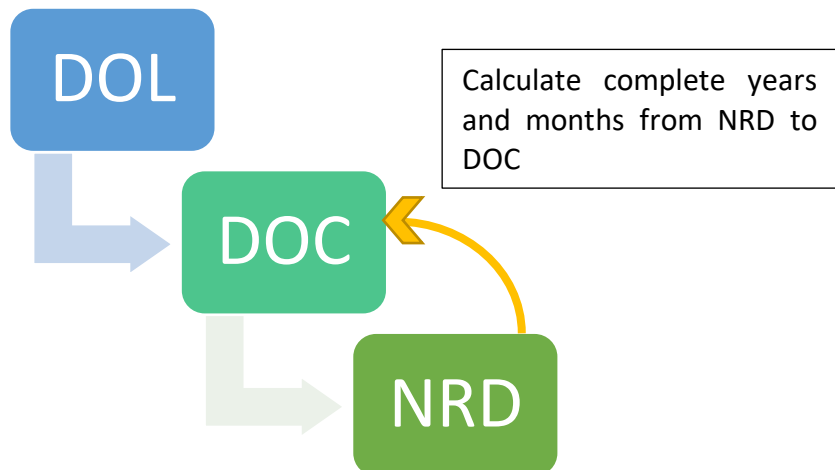 DOL
Calculate complete years
and months from NRD to
DOC
DOC
NRD